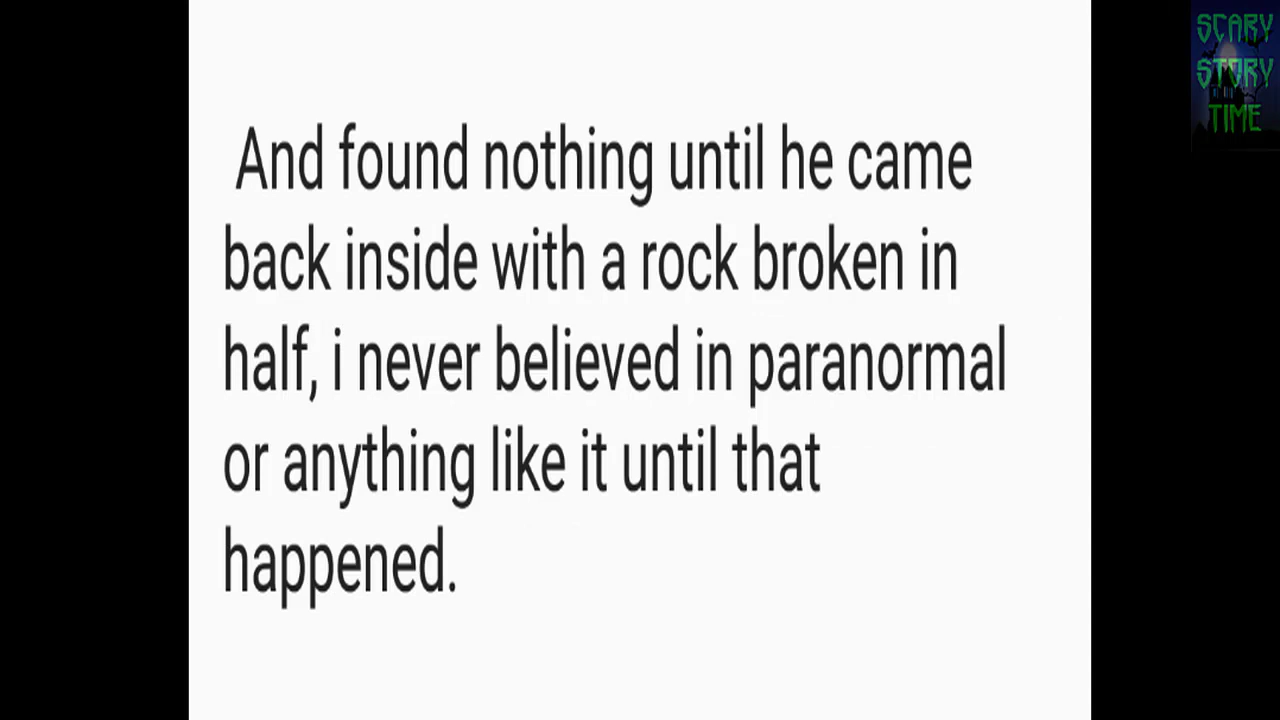 And found nothing until he came
back inside with a rock broken in
half, i never believed in paranormal
or anything like it until that
happened.
SCARY
STORY
TIME